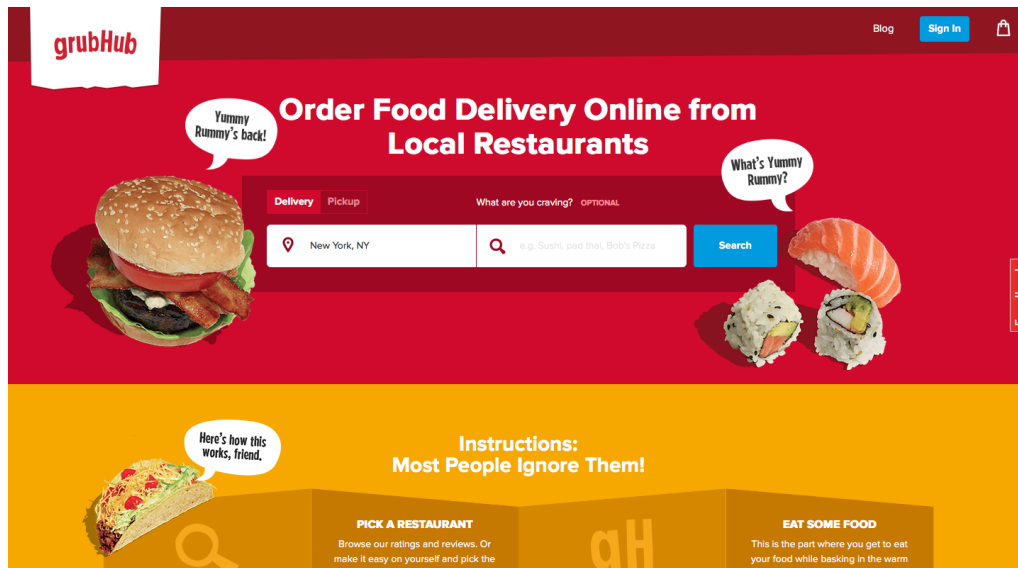 grubHub
Blog
Sign In
Order Food Delivery Online from
Local Restaurants
Yummy
Rummy's back!
What's Yummy
Rummy?
Delivery Pickup
What are you craving? OPTIONAL
New York, NY
e.g. Sushi, pad thai, Bob's Pizza
Search
Here's how this
works, friend.
Instructions:
Most People Ignore Them!
PICK A RESTAURANT
Browse our ratings and reviews. Or
make it easy on yourself and pick the
gH
EAT SOME FOOD
This is the part where you get to eat
your food while basking in the warm